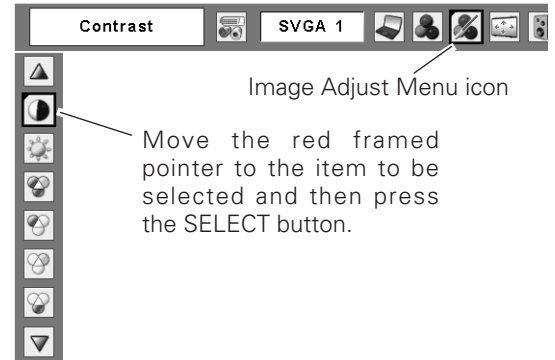 Contrast
SVGA 1
Image Adjust Menu icon
Move the red framed
pointer to the item to be
selected and then press
the SELECT button.